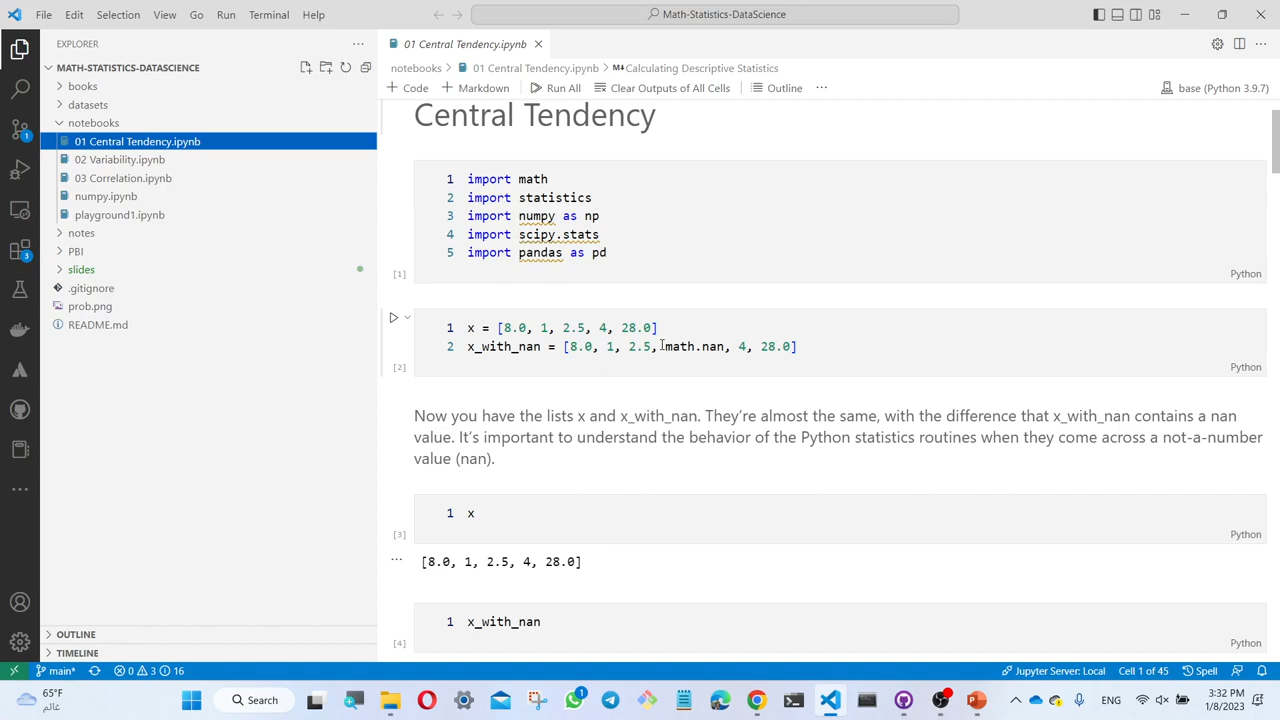 File Edit Selection View Go Run Terminal Help
Math-Statistics-DataScience
EXPLORER
MATH-STATISTICS-DATASCIENCE
books
datasets
notebooks
01 Central Tendency.ipynb
02 Variability.ipynb
03 Correlation.ipynb
numpy.ipynb
playground1.ipynb
notes
PBI
slides
.gitignore
prob.png
README.md
OUTLINE
TIMELINE
01 Central Tendency.ipynb
notebooks > 01 Central Tendency.ipynb > M↓Calculating Descriptive Statistics
+ Code + Markdown Run All Clear Outputs of All Cells Outline ... base (Python 3.9.7)
Central Tendency
1 import math
2 import statistics
3 import numpy as np
4 import scipy.stats
5 import pandas as pd
[1] Python
1 x = [8.0, 1, 2.5, 4, 28.0]
2 x_with_nan = [8.0, 1, 2.5, math.nan, 4, 28.0]
[2] Python
Now you have the lists x and x_with_nan. They’re almost the same, with the difference that x_with_nan contains a nan
value. It’s important to understand the behavior of the Python statistics routines when they come across a not-a-number
value (nan).
1 x
[3] Python
... [8.0, 1, 2.5, 4, 28.0]
1 x_with_nan
[4] Python
1
3
main* 0 3 16 Jupyter Server: Local Cell 1 of 45 Spell
65°F
غائم
Search
1
ENG
3:32 PM
1/8/2023